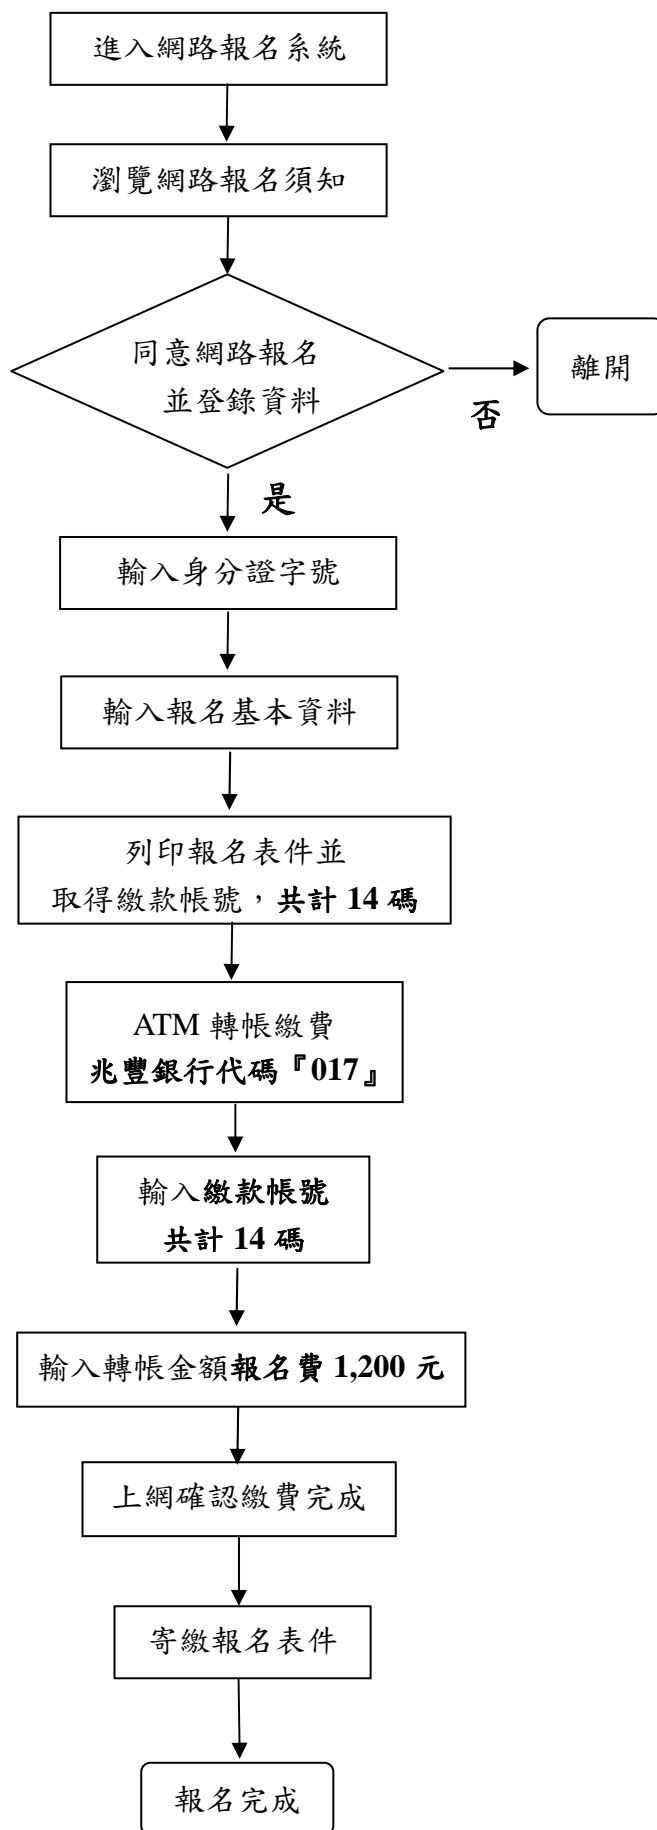 進入網路報名系統
瀏覽網路報名須知
同意網路報名
並登錄資料
離開
否
是
輸入身分證字號
輸入報名基本資料
列印報名表件並
取得繳款帳號，共計 14 碼
ATM 轉帳繳費
兆豐銀行代碼『017』
輸入繳款帳號
共計 14 碼
輸入轉帳金額報名費 1,200 元
上網確認繳費完成
寄繳報名表件
報名完成